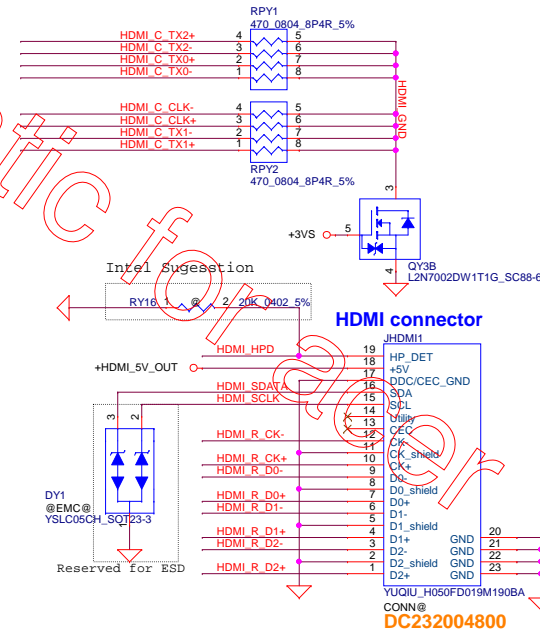 RPY1
470_0804_8P4R_5%
HDMI_C_TX2+ 4 5
HDMI_C_TX2- 3 6
HDMI_C_TX0+ 2 7
HDMI_C_TX0- 1 8
HDMI_C_CLK- 4 5
HDMI_C_CLK+ 3 6
HDMI_C_TX1- 2 7
HDMI_C_TX1+ 1 8
RPY2
470_0804_8P4R_5%
HDMI_GND
3
+3VS 5
4
QY3B
L2N7002DW1T1G_SC88-6
Intel Sugesstion
RY16 1 @ 2 20K_0402_5%
HDMI connector
JHDMI1
HDMI_HPD 19 HP_DET
+HDMI_5V_OUT 18 +5V
17 DDC/CEC_GND
HDMI_SDATA 16 SDA
HDMI_SCLK 15 SCL
14 Utility
13 CEC
HDMI_R_CK- 12 CK-
11 CK_shield
HDMI_R_CK+ 10 CK+
HDMI_R_D0- 9 D0-
8 D0_shield
HDMI_R_D0+ 7 D0+
HDMI_R_D1- 6 D1-
5 D1_shield
HDMI_R_D1+ 4 D1+ GND 20
HDMI_R_D2- 3 D2- GND 21
2 D2_shield GND 22
HDMI_R_D2+ 1 D2+ GND 23
3 2
DY1
@EMC@
YSLC05CH_SOT23-3
1
Reserved for ESD
YUQIU_H050FD019M190BA
CONN@
DC232004800
tic for acer